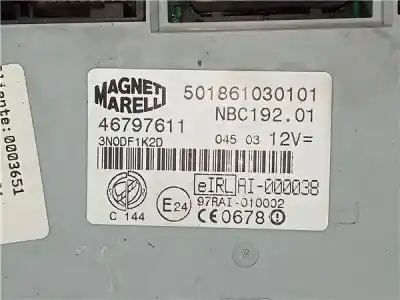 MAGNETI MARELLI
501861030101
NBC192.01
46797611
3N0DF1K2D
045 03 12V=
eIRL AI-000038
E24
97RAI-010002
C 144
CE0678
0003651